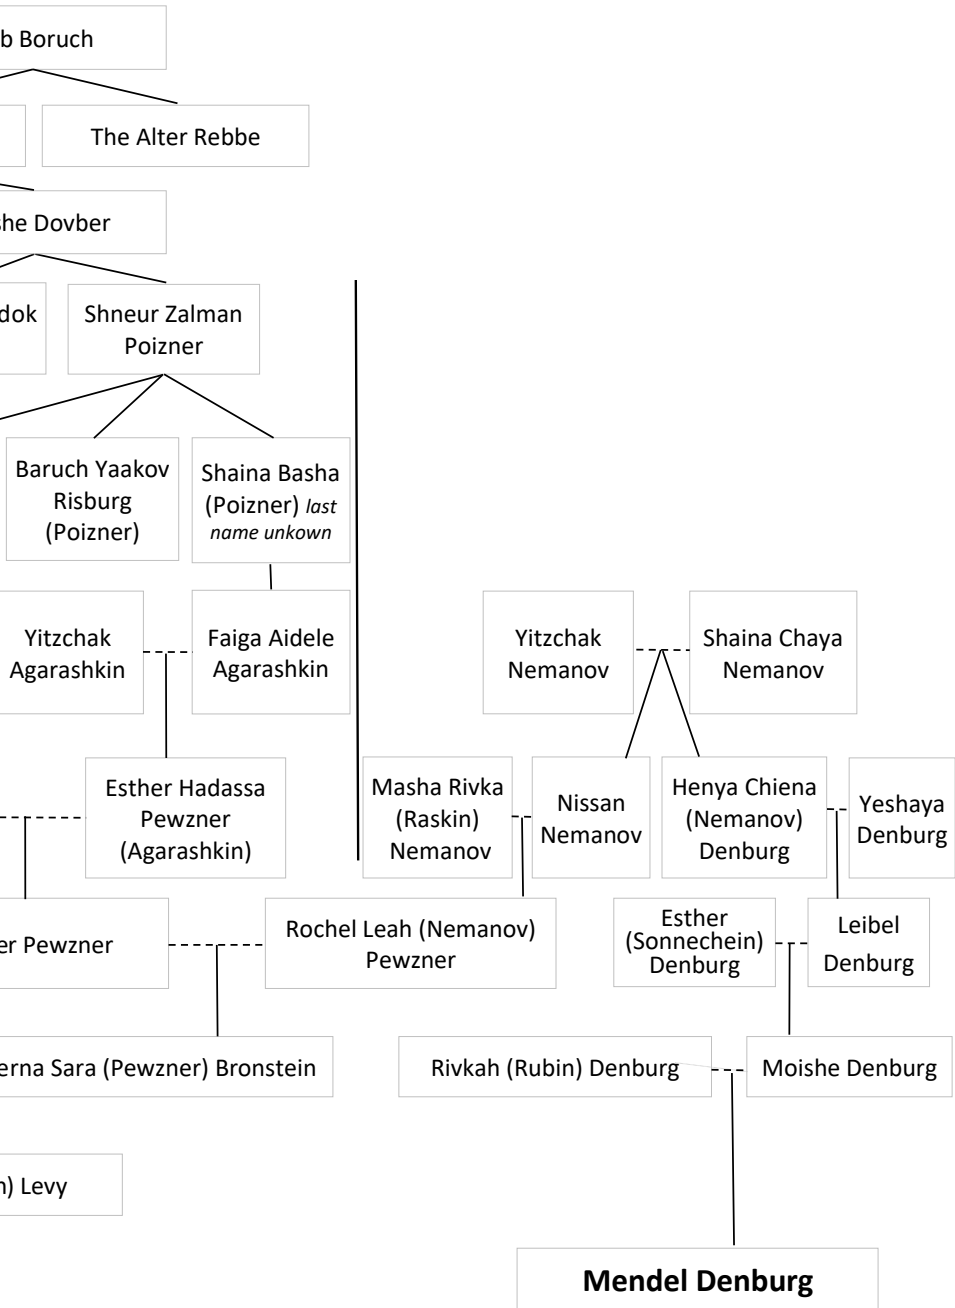 b Boruch
The Alter Rebbe
she Dovber
dok
Shneur Zalman
Poizner
Baruch Yaakov
Risburg
(Poizner)
Shaina Basha
(Poizner) last
name unkown
Yitzchak
Agarashkin
Faiga Aidele
Agarashkin
Yitzchak
Nemanov
Shaina Chaya
Nemanov
Esther Hadassa
Pewzner
(Agarashkin)
Masha Rivka
(Raskin)
Nemanov
Nissan
Nemanov
Henya Chiena
(Nemanov)
Denburg
Yeshaya
Denburg
er Pewzner
Rochel Leah (Nemanov)
Pewzner
Esther
(Sonnechein)
Denburg
Leibel
Denburg
erna Sara (Pewzner) Bronstein
Rivkah (Rubin) Denburg
Moishe Denburg
n) Levy
Mendel Denburg